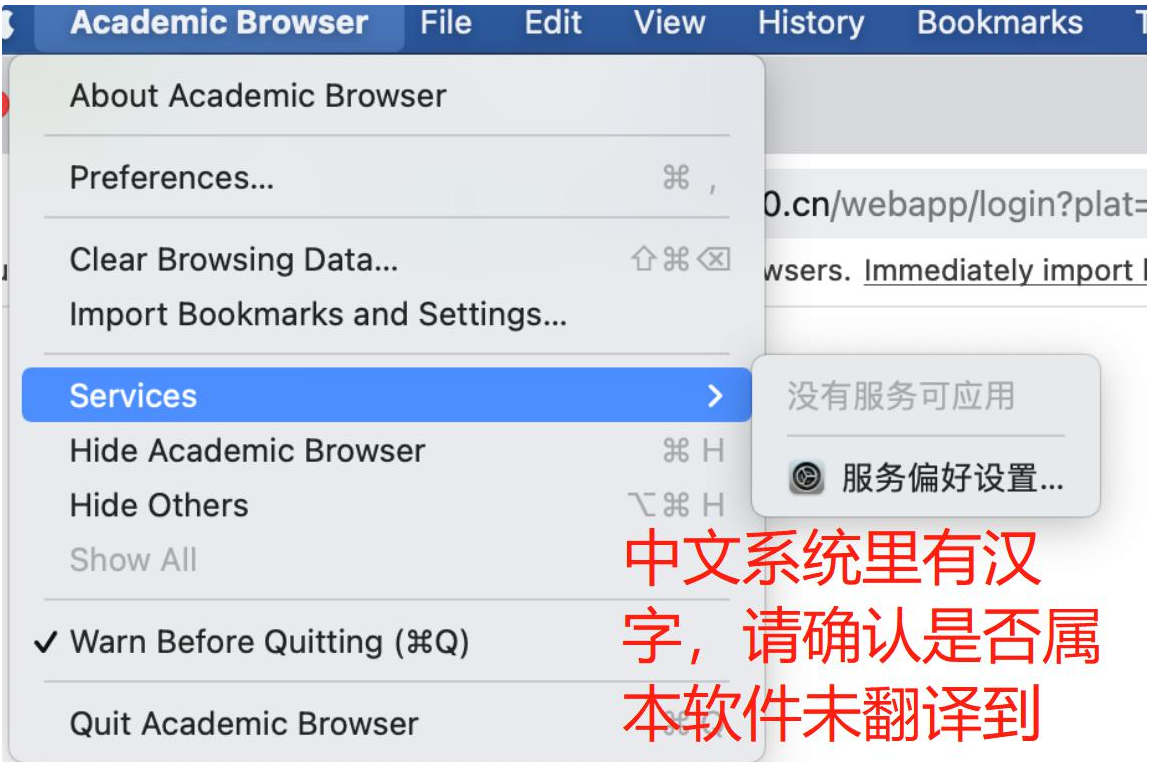 Academic Browser File Edit View History Bookmarks
About Academic Browser
Preferences... ⌘ ,
0.cn/webapp/login?plat=
Clear Browsing Data... ⇧⌘⌫
wsers. Immediately import
Import Bookmarks and Settings...
Services >
没有服务可应用
Hide Academic Browser ⌘ H
服务偏好设置...
Hide Others ⌥⌘ H
Show All
中文系统里有汉
字，请确认是否属
本软件未翻译到
✓ Warn Before Quitting (⌘Q)
Quit Academic Browser ⌘Q